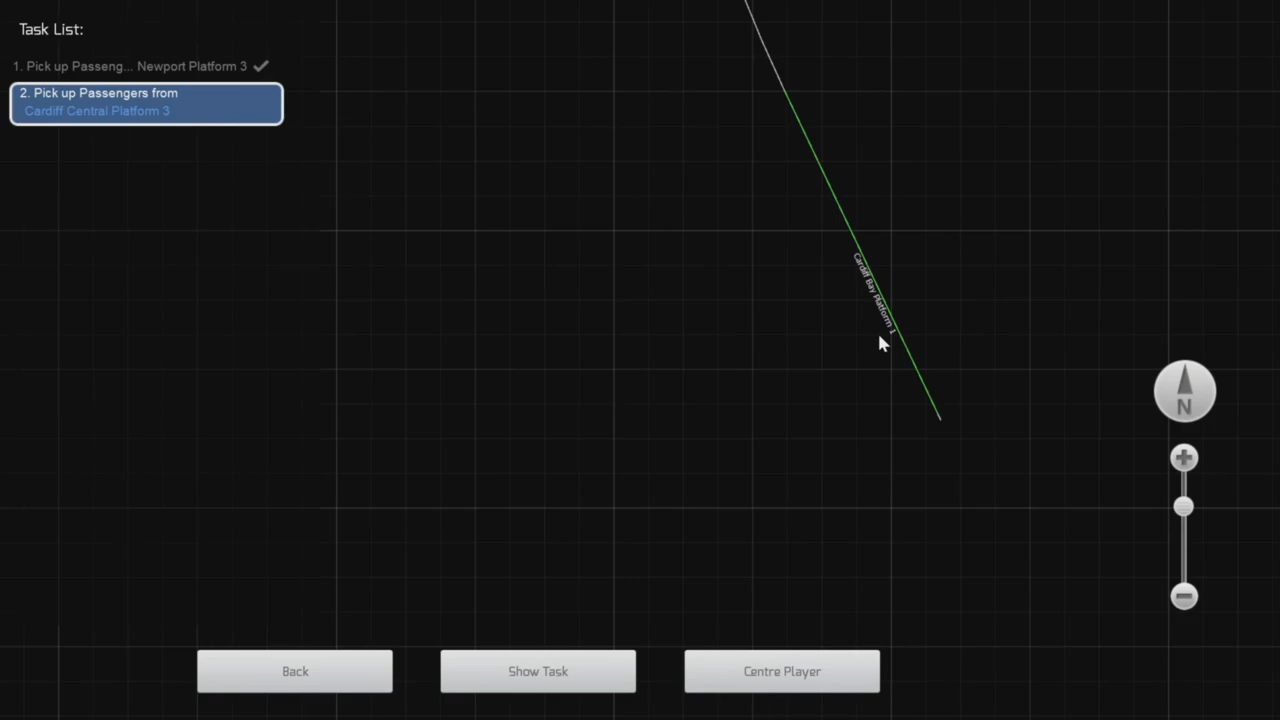 Task List:
1. Pick up Passeng... Newport Platform 3
2. Pick up Passengers from
Cardiff Central Platform 3
Cardiff Bay Platform 1
N
Back
Show Task
Centre Player